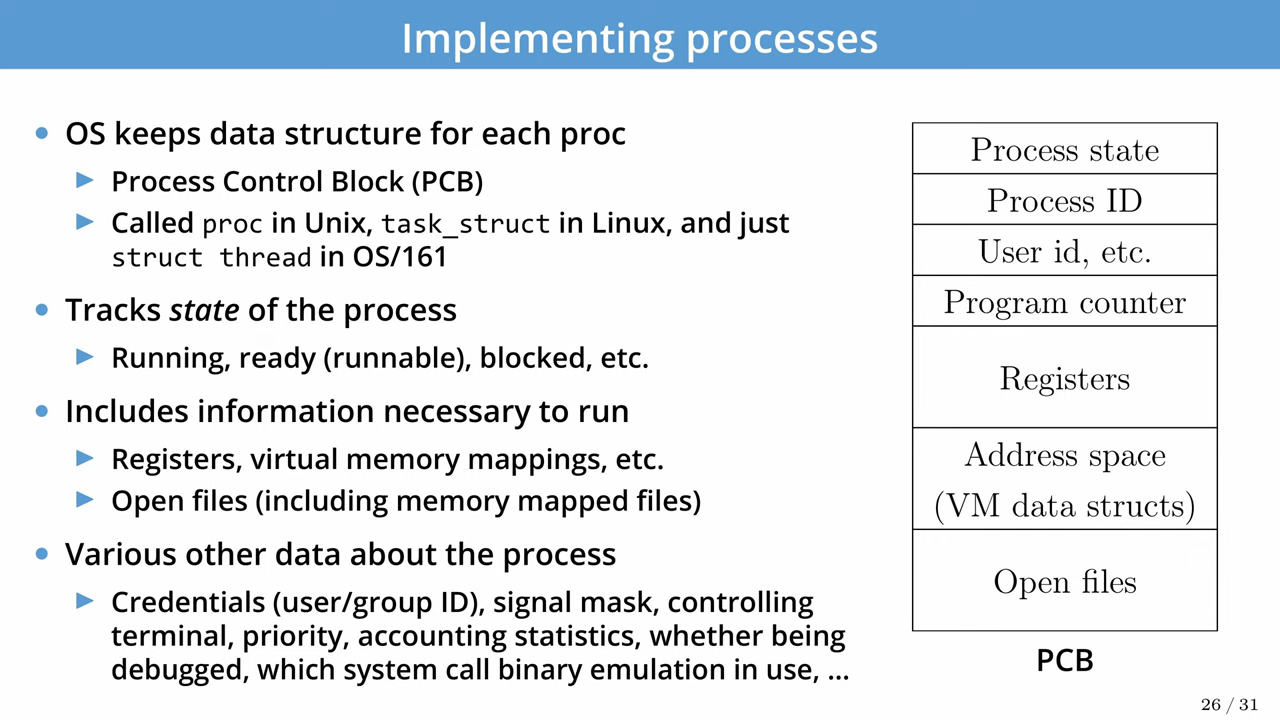 Implementing processes
• OS keeps data structure for each proc
▶ Process Control Block (PCB)
▶ Called proc in Unix, task_struct in Linux, and just
struct thread in OS/161
• Tracks state of the process
▶ Running, ready (runnable), blocked, etc.
• Includes information necessary to run
▶ Registers, virtual memory mappings, etc.
▶ Open files (including memory mapped files)
• Various other data about the process
▶ Credentials (user/group ID), signal mask, controlling
terminal, priority, accounting statistics, whether being
debugged, which system call binary emulation in use, ...
Process state
Process ID
User id, etc.
Program counter
Registers
Address space
(VM data structs)
Open files
PCB
26 / 31